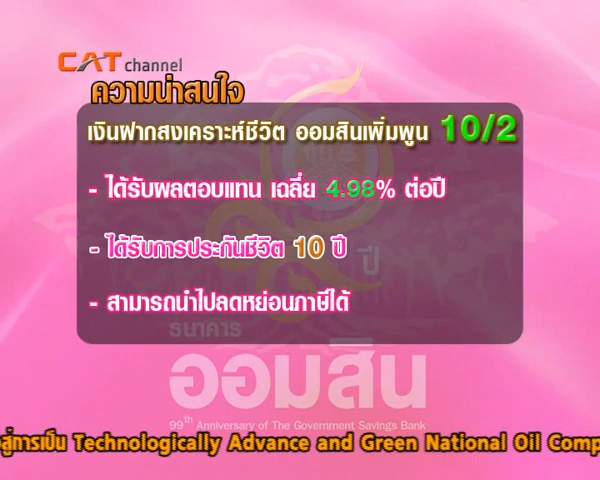 CAT channel
ความน่าสนใจ
เงินฝากสงเคราะห์ชีวิต ออมสินเพิ่มพูน 10/2
- ได้รับผลตอบแทน เฉลี่ย 4.98% ต่อปี
- ได้รับการประกันชีวิต 10 ปี
ปี
- สามารถนำไปลดหย่อนภาษีได้
ธนาคาร
ออมสิน
99th Anniversary of The Government Savings Bank
สู่การเป็น Technologically Advance and Green National Oil Comp